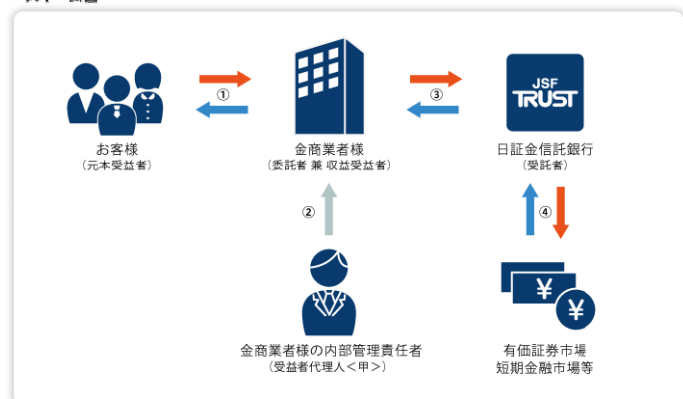 JSF
TRUST
①
③
お客様
（元本受益者）
金商業者様
（委託者 兼 収益受益者）
日証金信託銀行
（受託者）
②
④
¥
¥
金商業者様の内部管理責任者
（受益者代理人＜甲＞）
有価証券市場
短期金融市場等